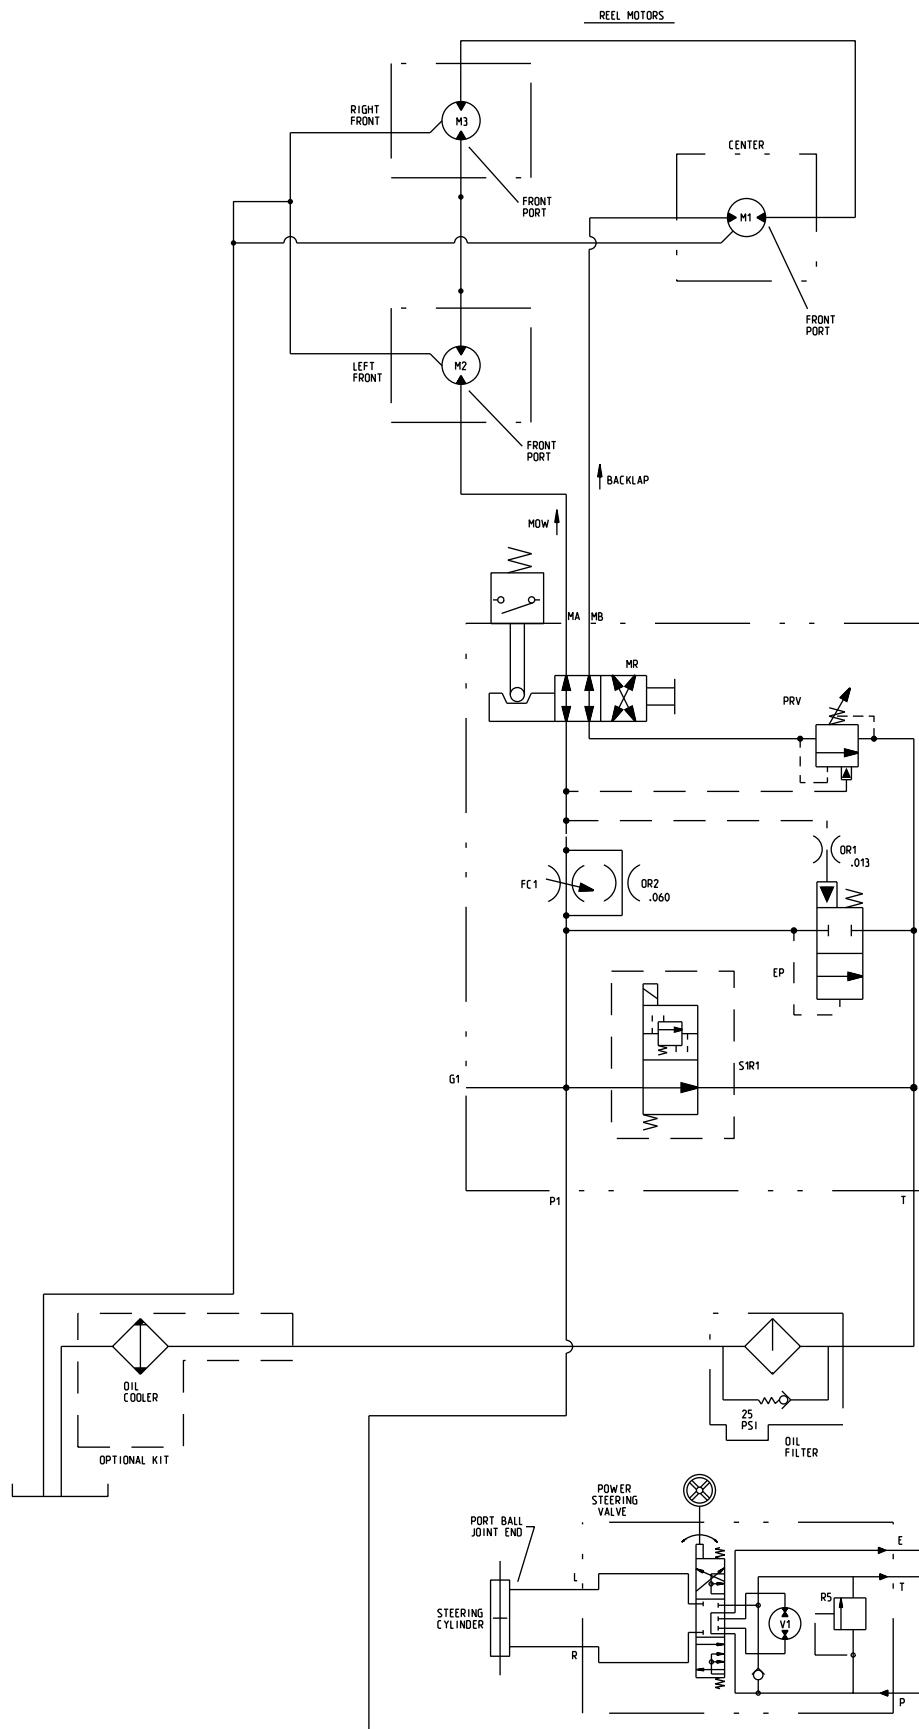 REEL MOTORS
RIGHT
FRONT
M3
CENTER
FRONT
PORT
M1
FRONT
PORT
LEFT
FRONT
M2
FRONT
PORT
BACKLAP
MOW
MA
MB
MR
PRV
OR1
.013
FC1
OR2
.060
EP
S1R1
G1
P1
T
OIL
COOLER
25
PSI
OIL
FILTER
OPTIONAL KIT
POWER
STEERING
VALVE
PORT BALL
JOINT END
E
L
T
R5
STEERING
CYLINDER
V1
R
P